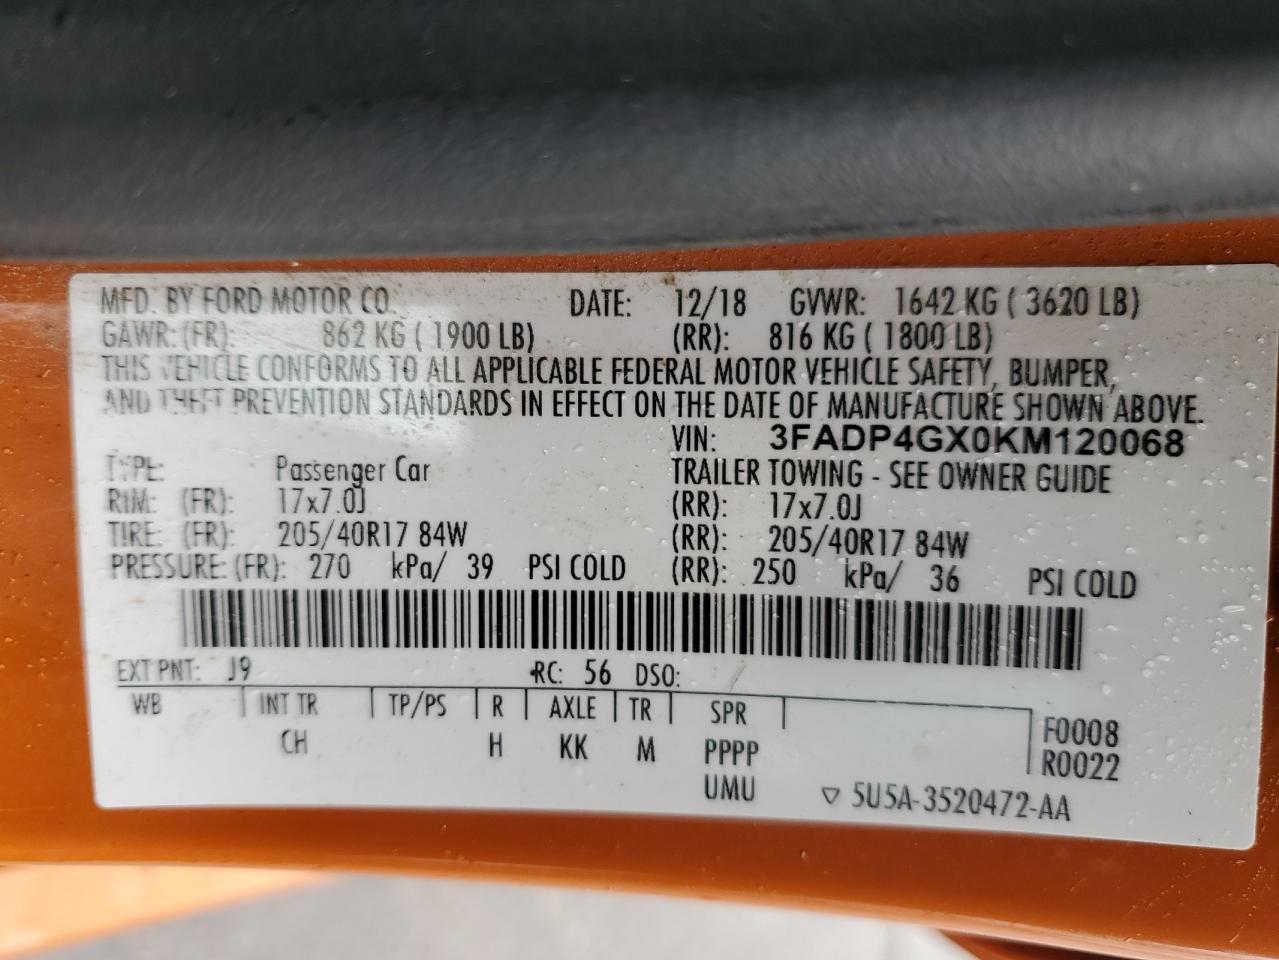 MFD. BY FORD MOTOR CO. DATE: 12/18 GVWR: 1642 KG ( 3620 LB)
GAWR: (FR): 862 KG ( 1900 LB) (RR): 816 KG ( 1800 LB)
THIS VEHICLE CONFORMS TO ALL APPLICABLE FEDERAL MOTOR VEHICLE SAFETY, BUMPER,
AND THEFT PREVENTION STANDARDS IN EFFECT ON THE DATE OF MANUFACTURE SHOWN ABOVE.
VIN: 3FADP4GX0KM120068
TYPE: Passenger Car TRAILER TOWING - SEE OWNER GUIDE
RIM: (FR): 17x7.0J (RR): 17x7.0J
TIRE: (FR): 205/40R17 84W (RR): 205/40R17 84W
PRESSURE: (FR): 270 kPa/ 39 PSI COLD (RR): 250 kPa/ 36 PSI COLD
EXT PNT: J9 RC: 56 DSO:
WB INT TR TP/PS R AXLE TR SPR F0008
CH H KK M PPPP R0022
UMU ▽ 5U5A-3520472-AA